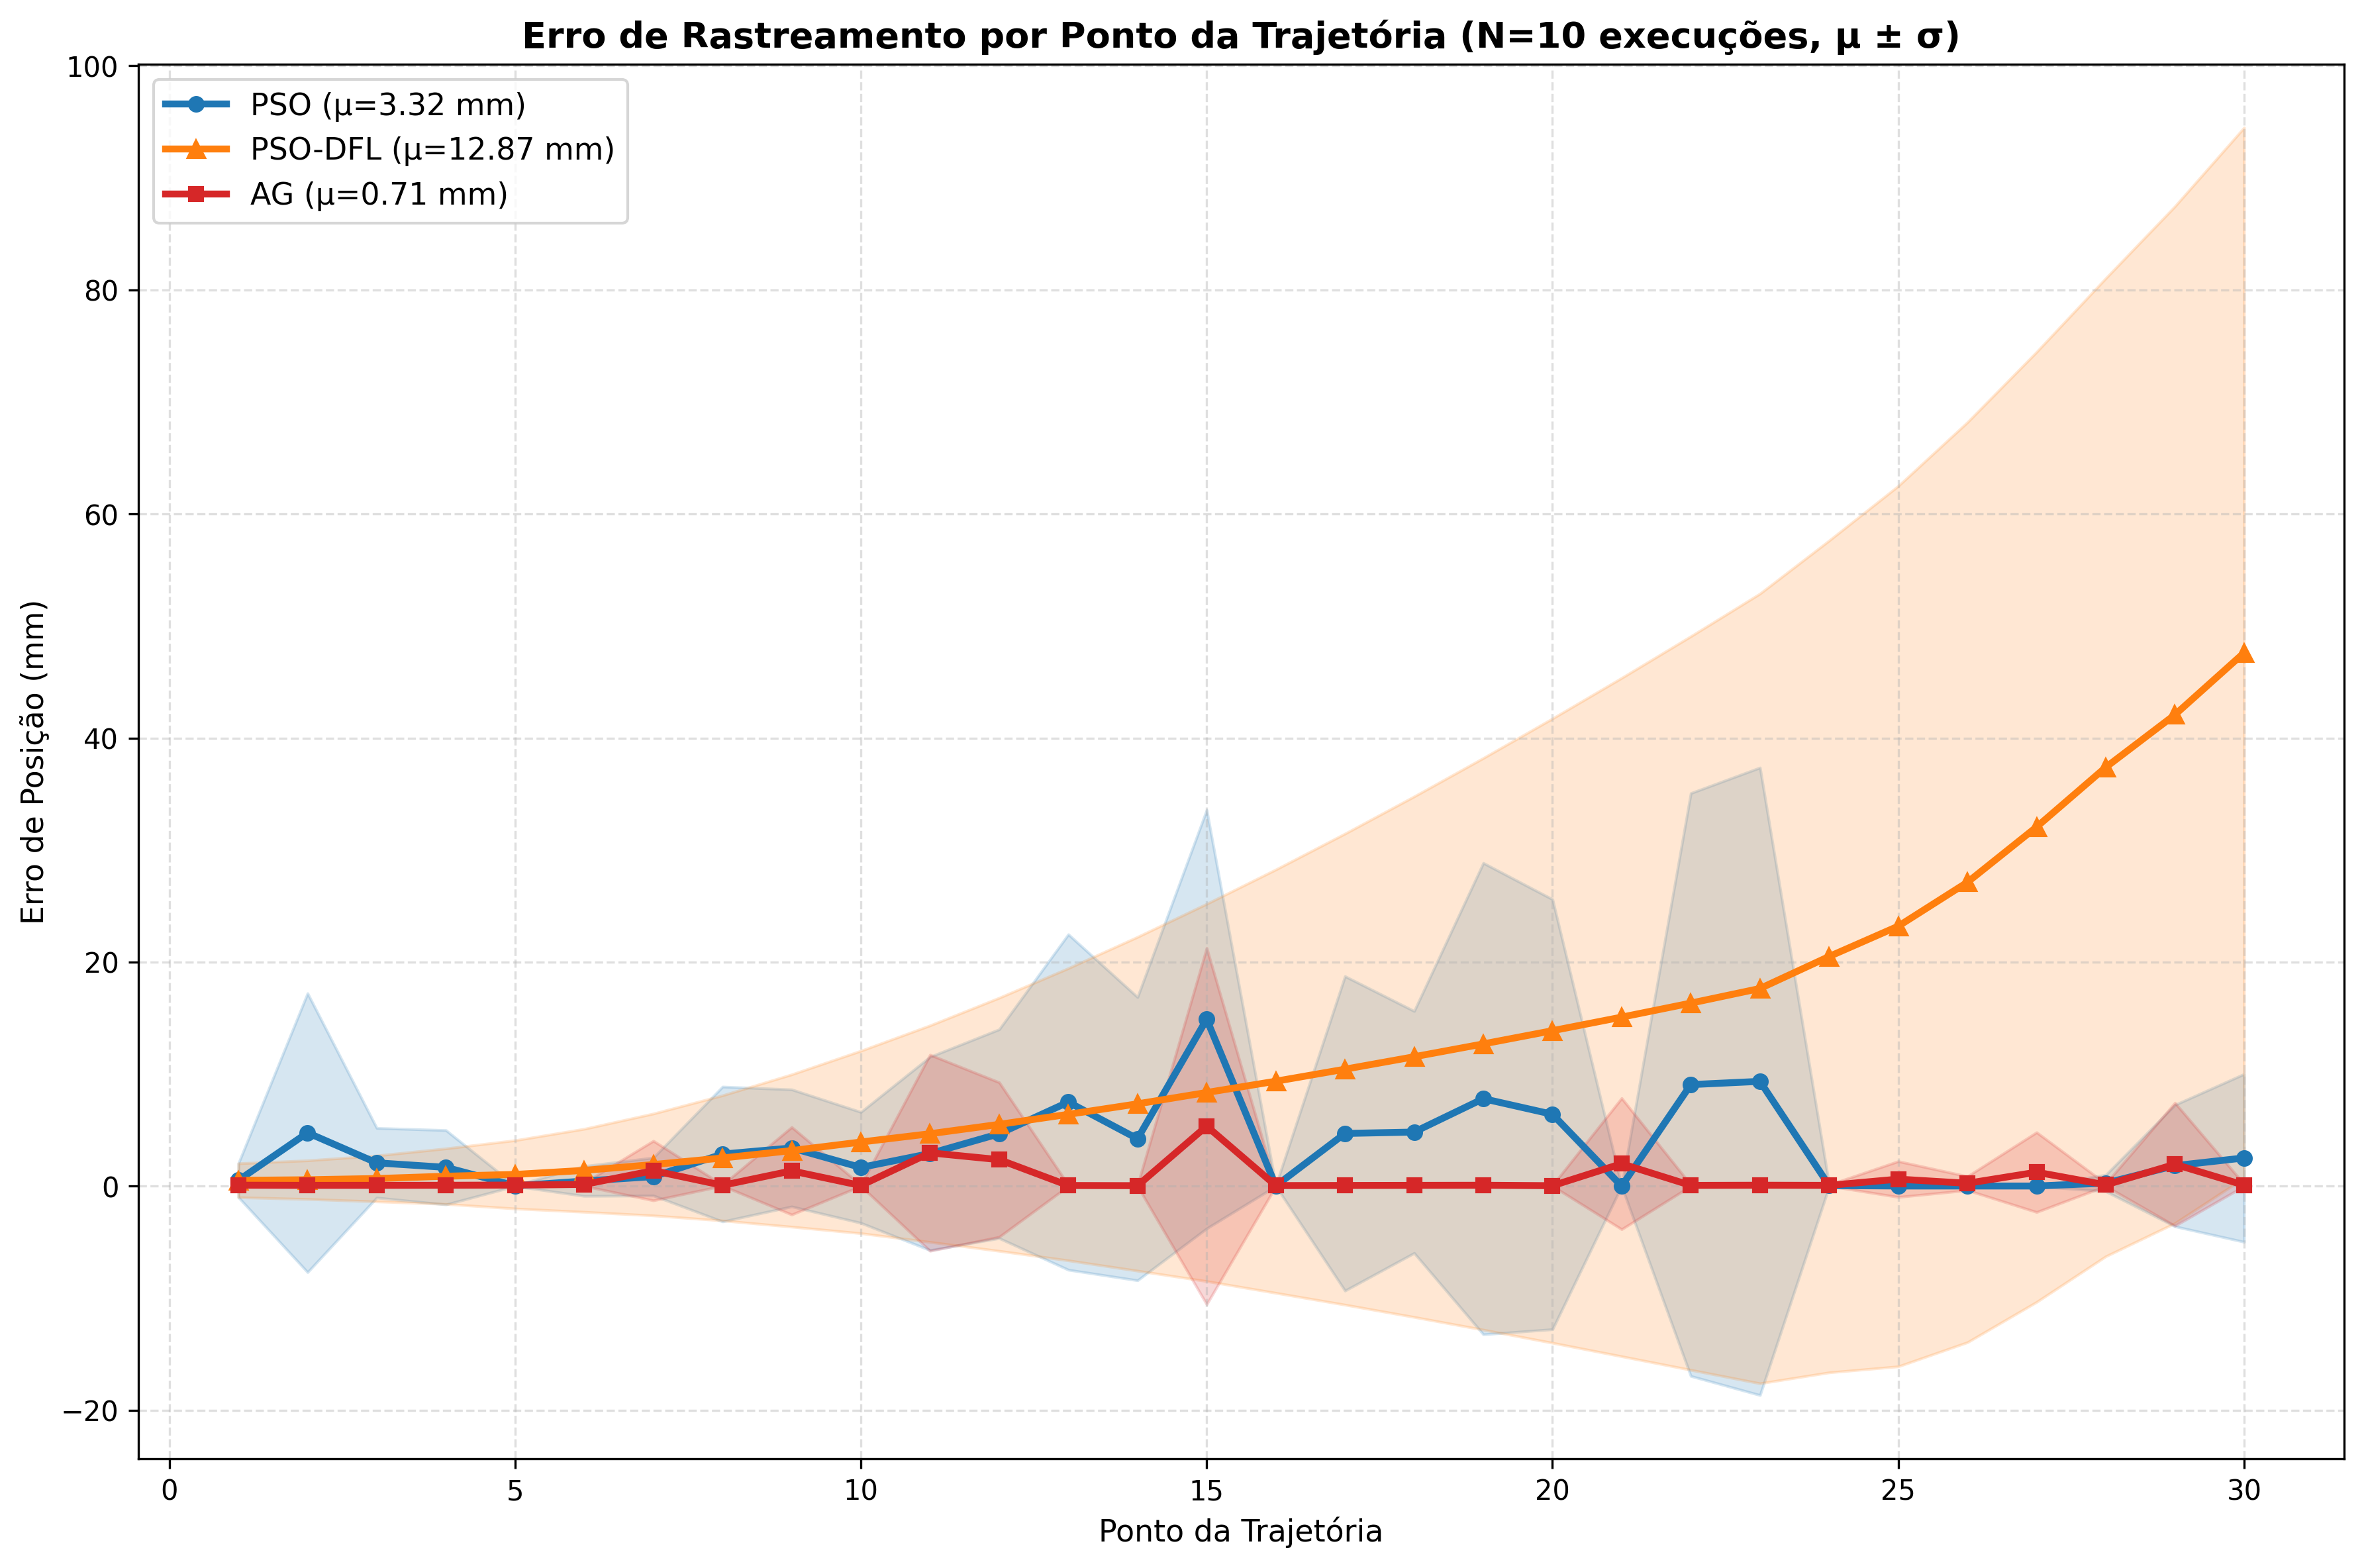 Erro de Rastreamento por Ponto da Trajetória (N=10 execuções, μ ± σ)
PSO (μ=3.32 mm)
PSO-DFL (μ=12.87 mm)
AG (μ=0.71 mm)
Erro de Posição (mm)
100
80
60
40
20
0
−20
0 5 10 15 20 25 30
Ponto da Trajetória